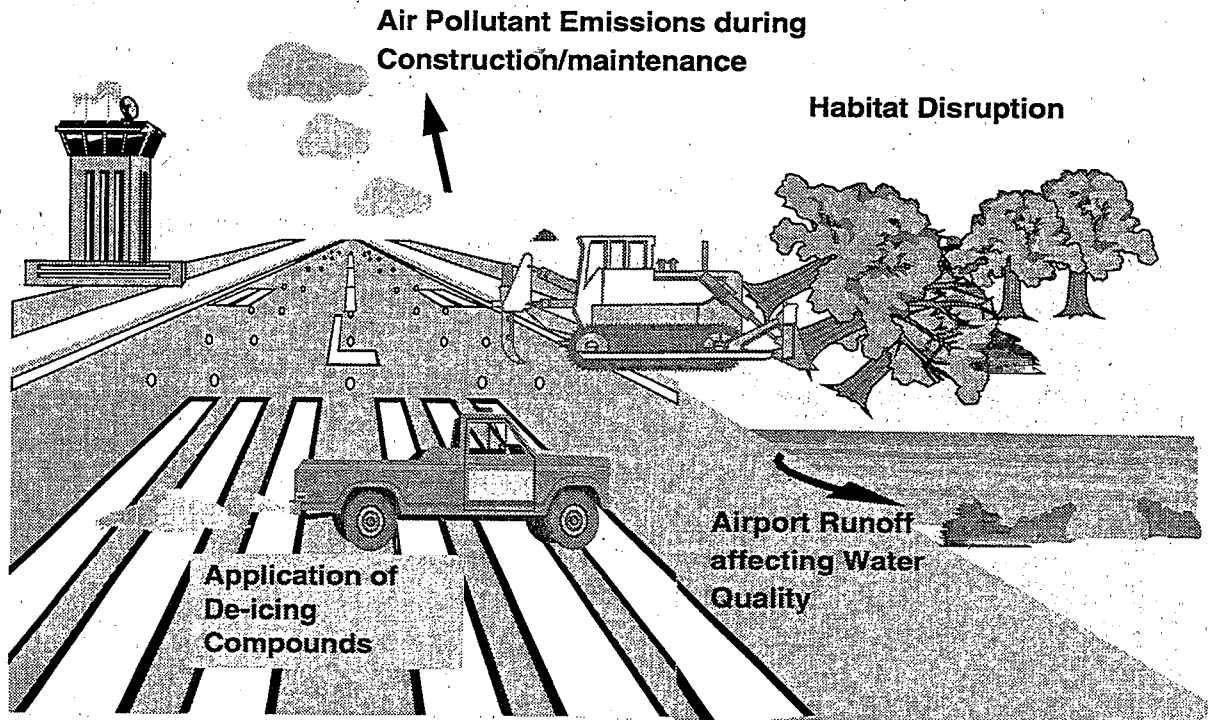 Air Pollutant Emissions during
Construction/maintenance
Habitat Disruption
Airport Runoff
affecting Water
Quality
Application of
De-icing
Compounds